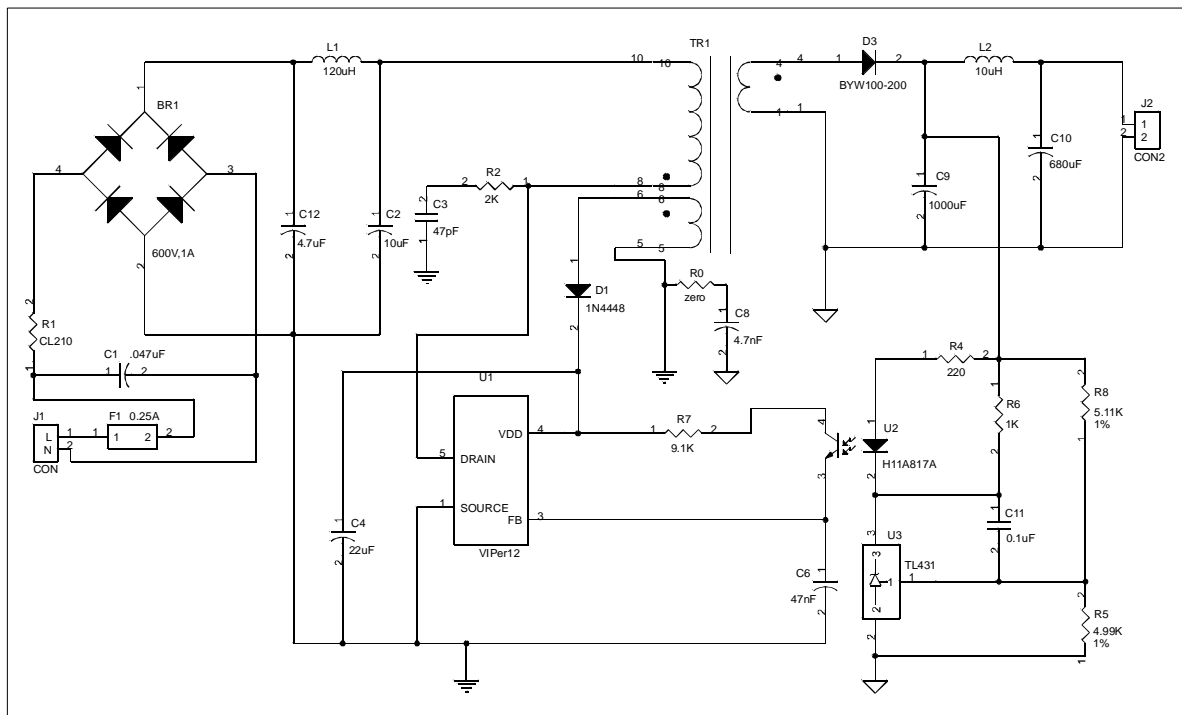 L1
120uH
TR1
D3
BYW100-200
L2
10uH
J2
1
2
CON2
BR1
600V,1A
C12
4.7uF
C2
10uF
C3
47pF
R2
2K
10
10
8
8
6
6
5
5
4
4
1
1
1
2
C9
1000uF
C10
680uF
D1
1N4448
R0
zero
C8
4.7nF
R1
CL210
C1
.047uF
J1
L
N
CON
F1
0.25A
1
2
U1
VDD
4
DRAIN
5
SOURCE
1
FB
3
VIPer12
C4
22uF
R7
9.1K
C6
47nF
R4
220
U2
H11A817A
R6
1K
R8
5.11K
1%
C11
0.1uF
U3
TL431
3
1
2
R5
4.99K
1%